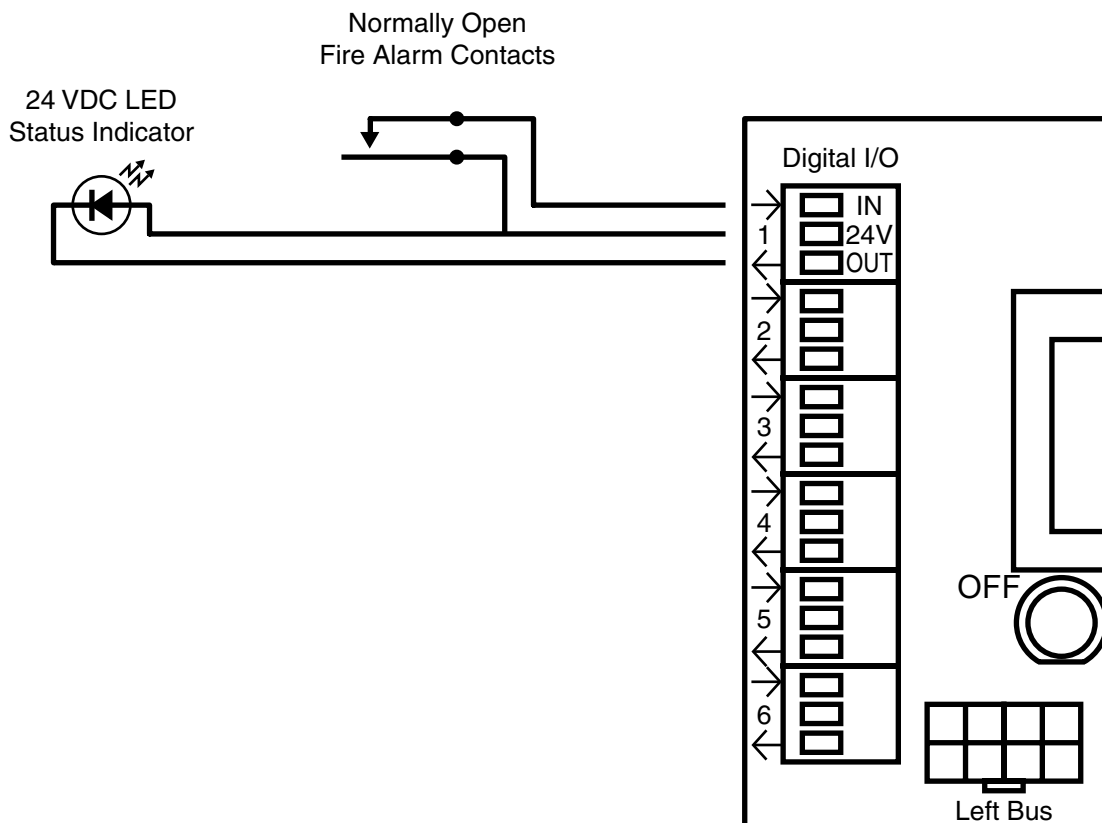 Normally Open
Fire Alarm Contacts
24 VDC LED
Status Indicator
Digital I/O
IN
1 24V
OUT
2
3
4
5
OFF
6
Left Bus